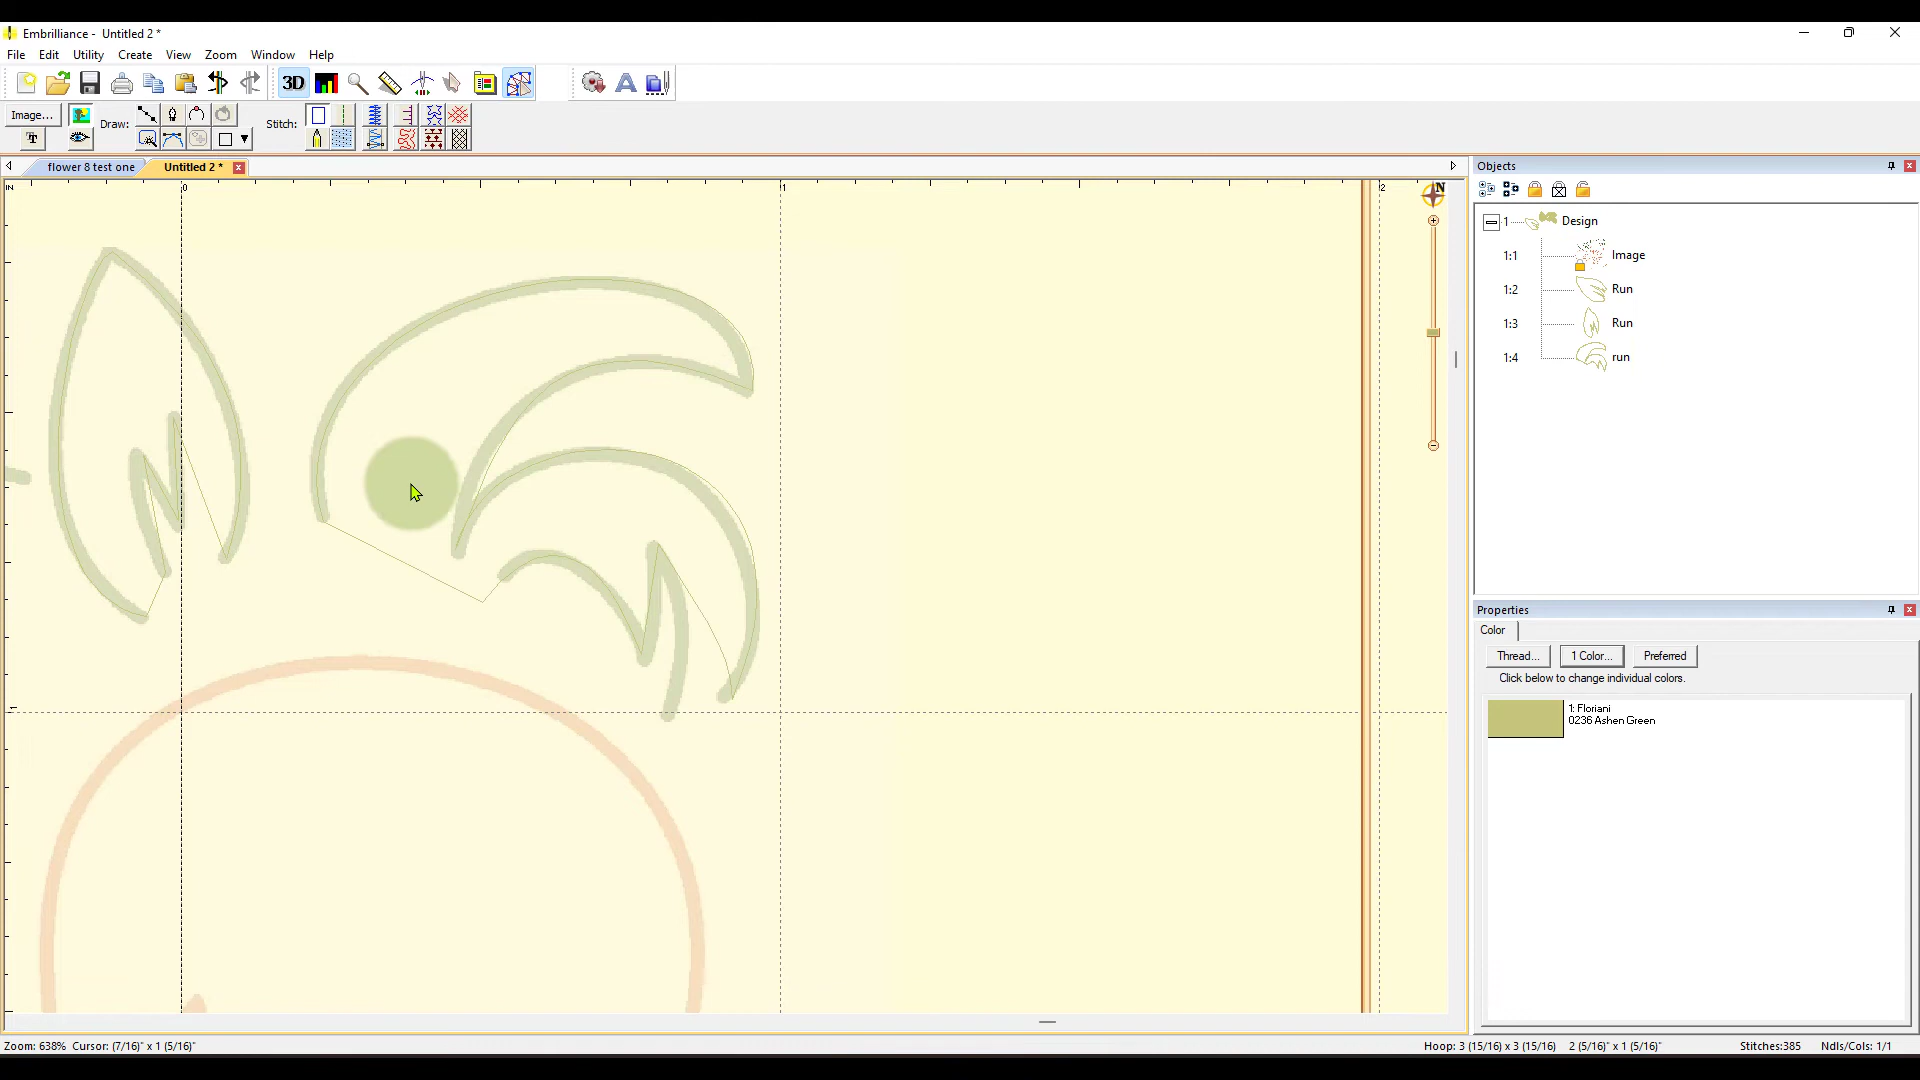 Embrilliance - Untitled 2 *
File Edit Utility Create View Zoom Window Help
3D
Image... Draw: Stitch:
flower 8 test one Untitled 2 *
IN 0 1 2
N
1
Objects
1 Design
1:1 Image
1:2 Run
1:3 Run
1:4 run
Properties
Color
Thread... 1 Color... Preferred
Click below to change individual colors.
1: Floriani
0236 Ashen Green
Zoom: 638% Cursor: (7/16)" x 1 (5/16)" Hoop: 3 (15/16) x 3 (15/16) 2 (5/16)" x 1 (5/16)" Stitches:385 Ndls/Cols: 1/1